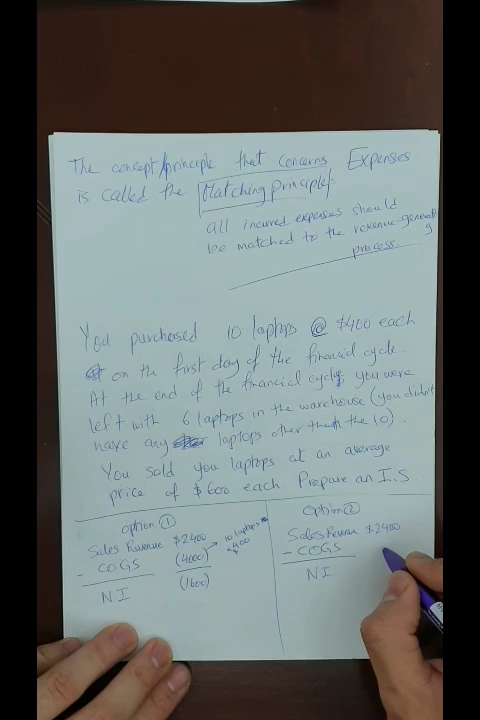 The concept/principle that concerns Expenses
is called the Matching principle:
all incurred expenses should
be matched to the revenue-generating
process.
You purchased 10 laptops @ $400 each
on the first day of the financial cycle.
At the end of the financial cycle, you were
left with 6 laptops in the warehouse (you didn't
have any laptops other than the 10).
You sold you laptops at an average
price of $600 each Prepare an I.S.
option 1
Sales Revenue $2400
- COGS (4000) → 10 laptops
* 400 $
NI (1600)
Option 2
Sales Revenue $2400
- COGS
NI